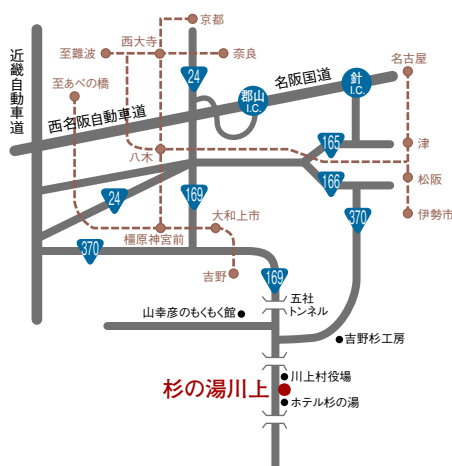 京都
西大寺
至難波
奈良
近畿自動車道
24
名古屋
至あべの橋
郡山
I.C.
名阪国道
針
I.C.
西名阪自動車道
165
津
八木
166
松阪
24
169
370
伊勢市
大和上市
橿原神宮前
370
吉野
169
五社
トンネル
山幸彦のもくもく館
吉野杉工房
川上村役場
杉の湯川上
ホテル杉の湯